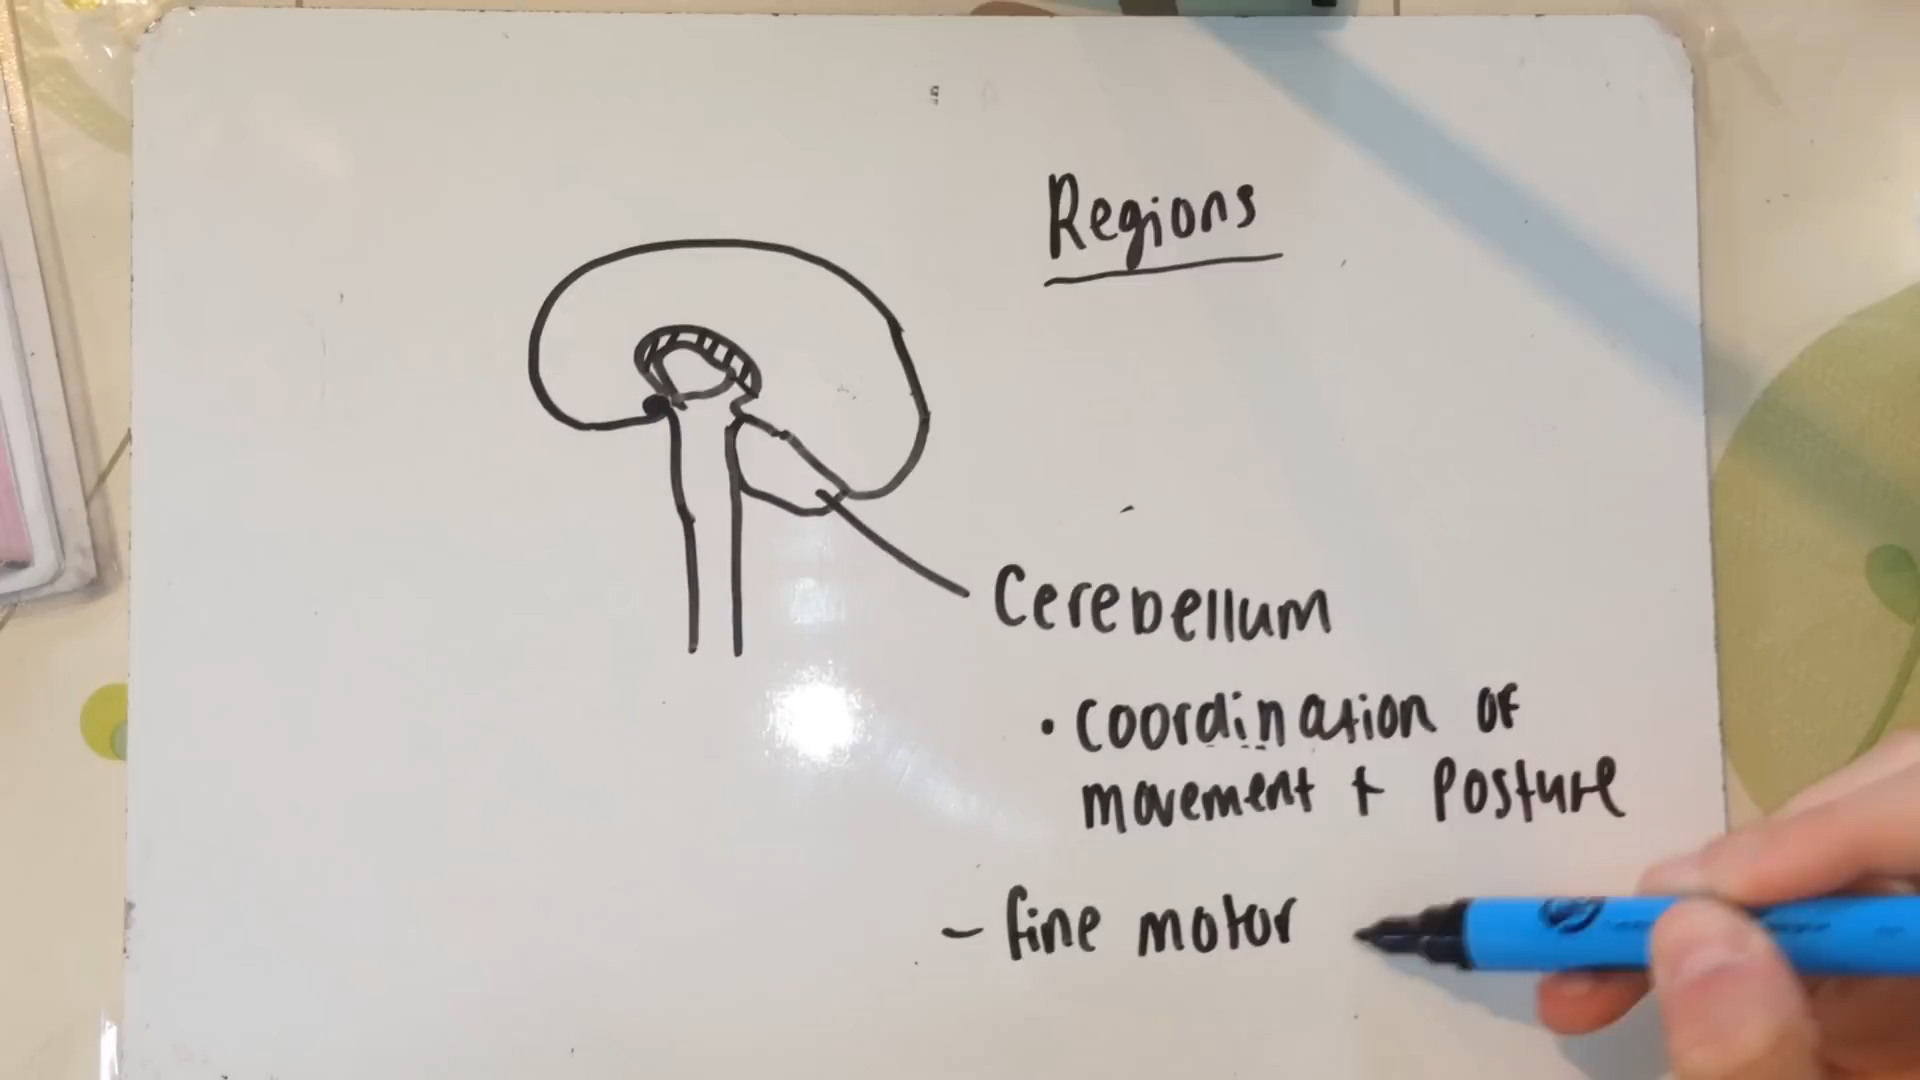 Regions
Cerebellum
• Coordination of
movement + Posture
- fine motor